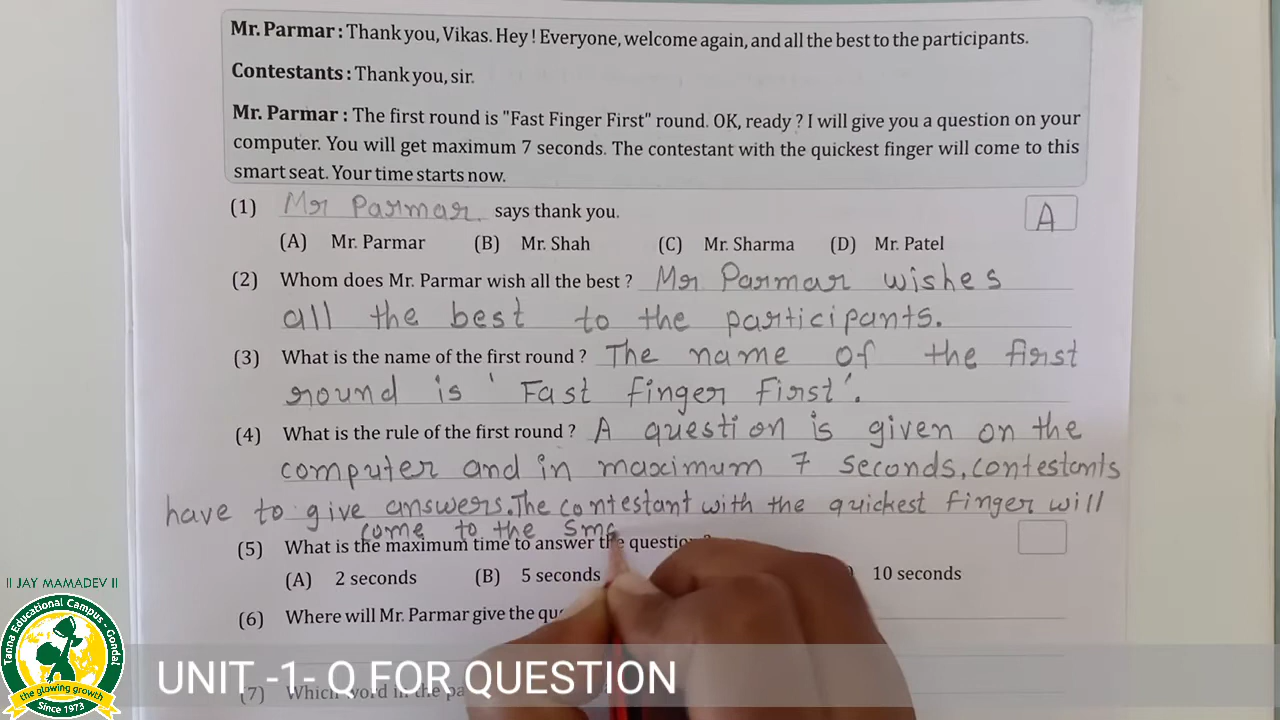 Mr. Parmar : Thank you, Vikas. Hey ! Everyone, welcome again, and all the best to the participants.
Contestants : Thank you, sir.
Mr. Parmar : The first round is "Fast Finger First" round. OK, ready ? I will give you a question on your
computer. You will get maximum 7 seconds. The contestant with the quickest finger will come to this
smart seat. Your time starts now.
(1) Mr Parmar. says thank you. A
(A) Mr. Parmar (B) Mr. Shah (C) Mr. Sharma (D) Mr. Patel
(2) Whom does Mr. Parmar wish all the best ? Mr Parmar wishes
all the best to the participants.
(3) What is the name of the first round ? The name of the first
round is ' Fast finger First'.
(4) What is the rule of the first round ? A question is given on the
computer and in maximum 7 seconds, contestants
have to give answers. The contestant with the quickest finger will
come to the Sma
(5) What is the maximum time to answer the question ?
(A) 2 seconds (B) 5 seconds 10 seconds
(6) Where will Mr. Parmar give the qu
(7) Which word in the pa
|| JAY MAMADEV ||
Tanna Educational Campus - Gondal
the glowing growth
Since 1973
UNIT -1- Q FOR QUESTION